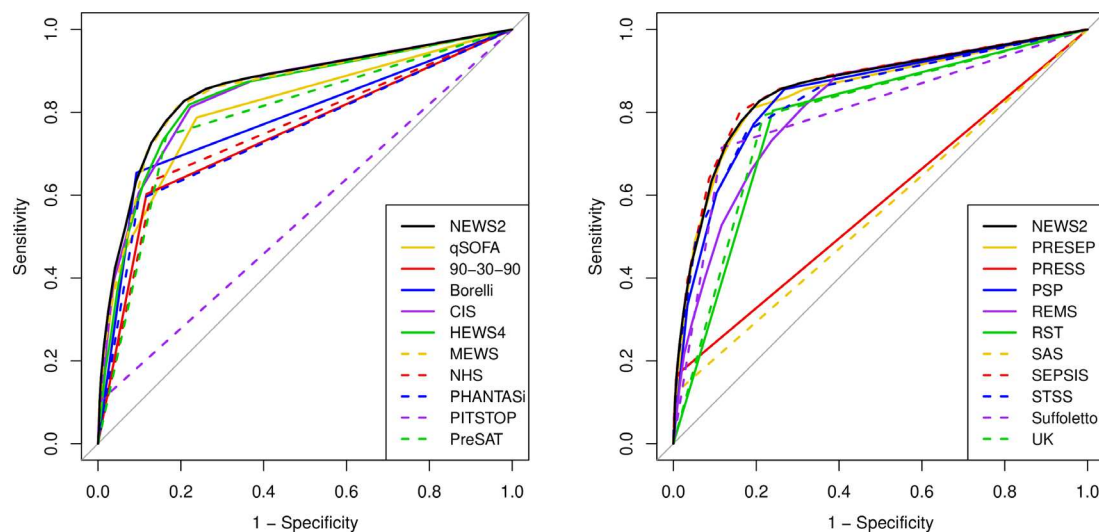 1.0
0.8
0.6
0.4
0.2
0.0
Sensitivity
NEWS2
qSOFA
90−30−90
Borelli
CIS
HEWS4
MEWS
NHS
PHANTASi
PITSTOP
PreSAT
0.0 0.2 0.4 0.6 0.8 1.0
1 − Specificity
1.0
0.8
0.6
0.4
0.2
0.0
Sensitivity
NEWS2
PRESEP
PRESS
PSP
REMS
RST
SAS
SEPSIS
STSS
Suffoletto
UK
0.0 0.2 0.4 0.6 0.8 1.0
1 − Specificity